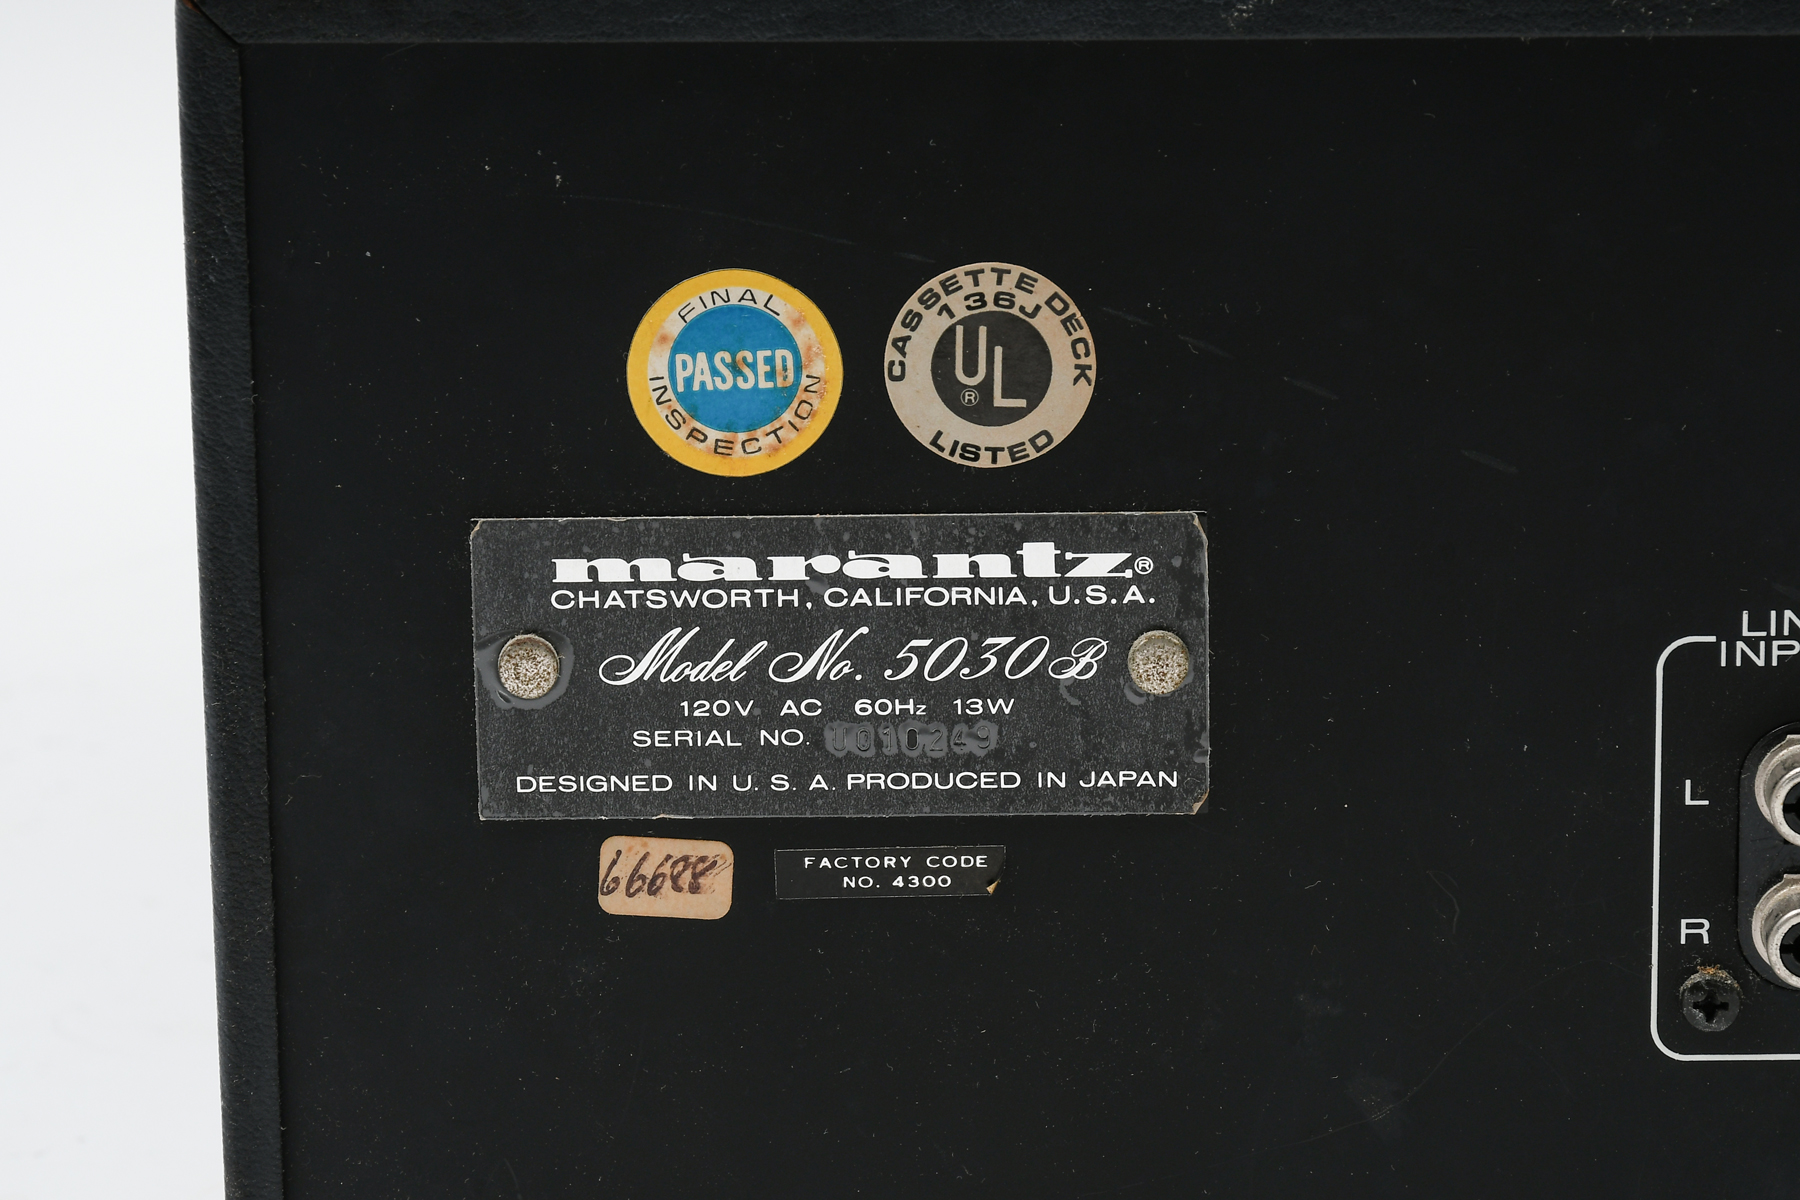 FINAL
PASSED
INSPECTION
CASSETTE DECK
136J
UL
®
LISTED
marantz®
CHATSWORTH, CALIFORNIA, U.S.A.
Model No. 5030B
120V AC 60Hz 13W
SERIAL NO. U010249
DESIGNED IN U.S.A. PRODUCED IN JAPAN
66688
FACTORY CODE
NO. 4300
L
R